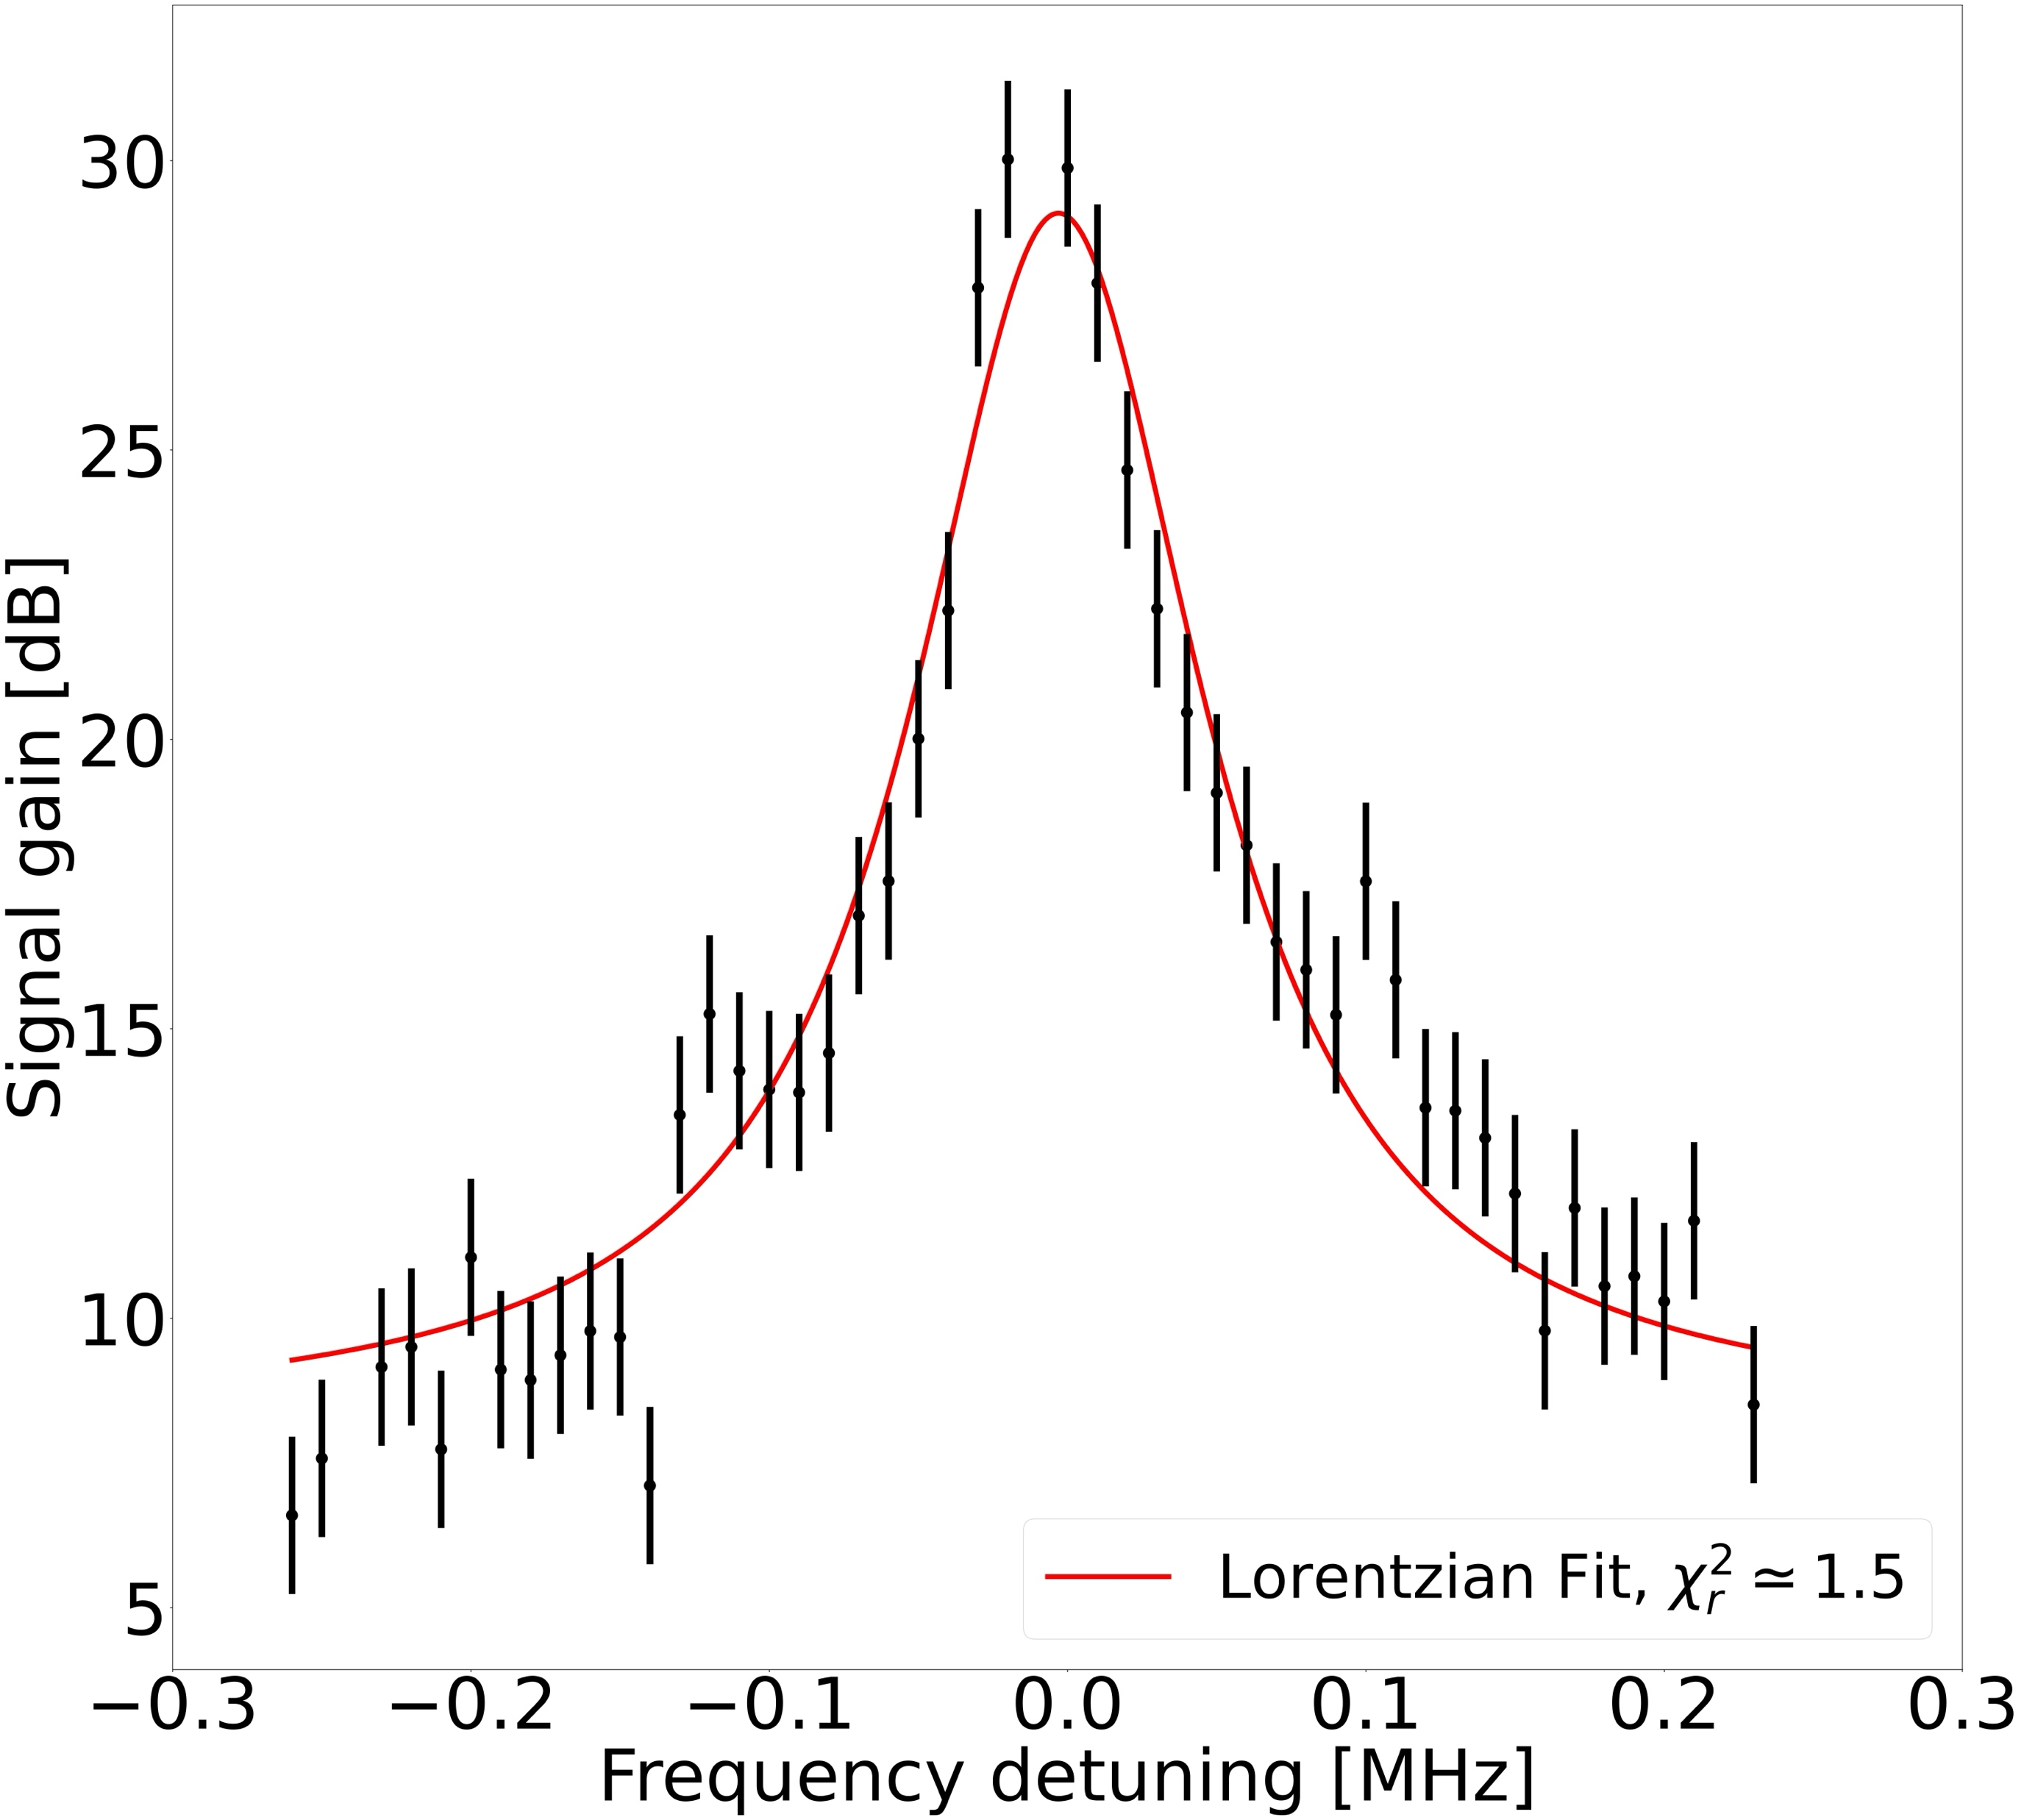 Signal gain [dB]
30
25
20
15
10
5
Lorentzian Fit, χ²ᵣ ≃ 1.5
−0.3 −0.2 −0.1 0.0 0.1 0.2 0.3
Frequency detuning [MHz]